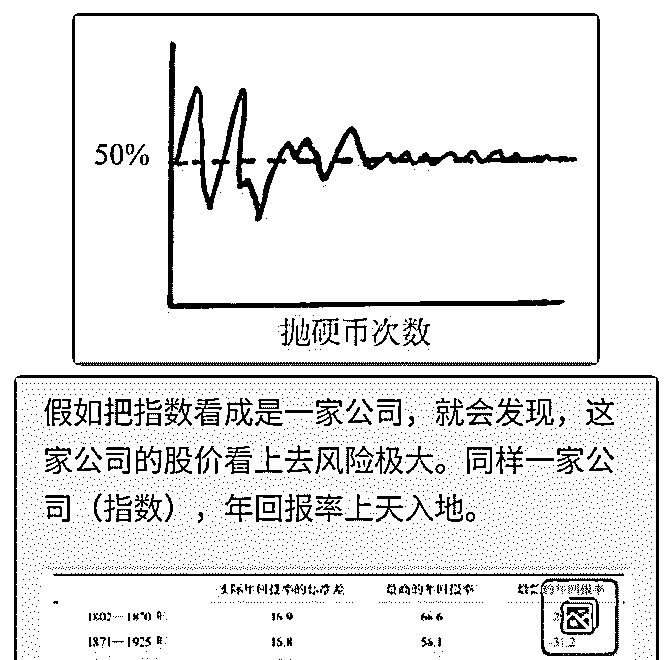 50%
抛硬币次数
假如把指数看成是一家公司，就会发现，这
家公司的股价看上去风险极大。同样一家公
司（指数），年回报率上天入地。
实际年回报率的标准差 最高的年回报率 的年回报率
1802—1870 年 16.9 66.6
1871—1925 年 16.8 56.1 -31.2